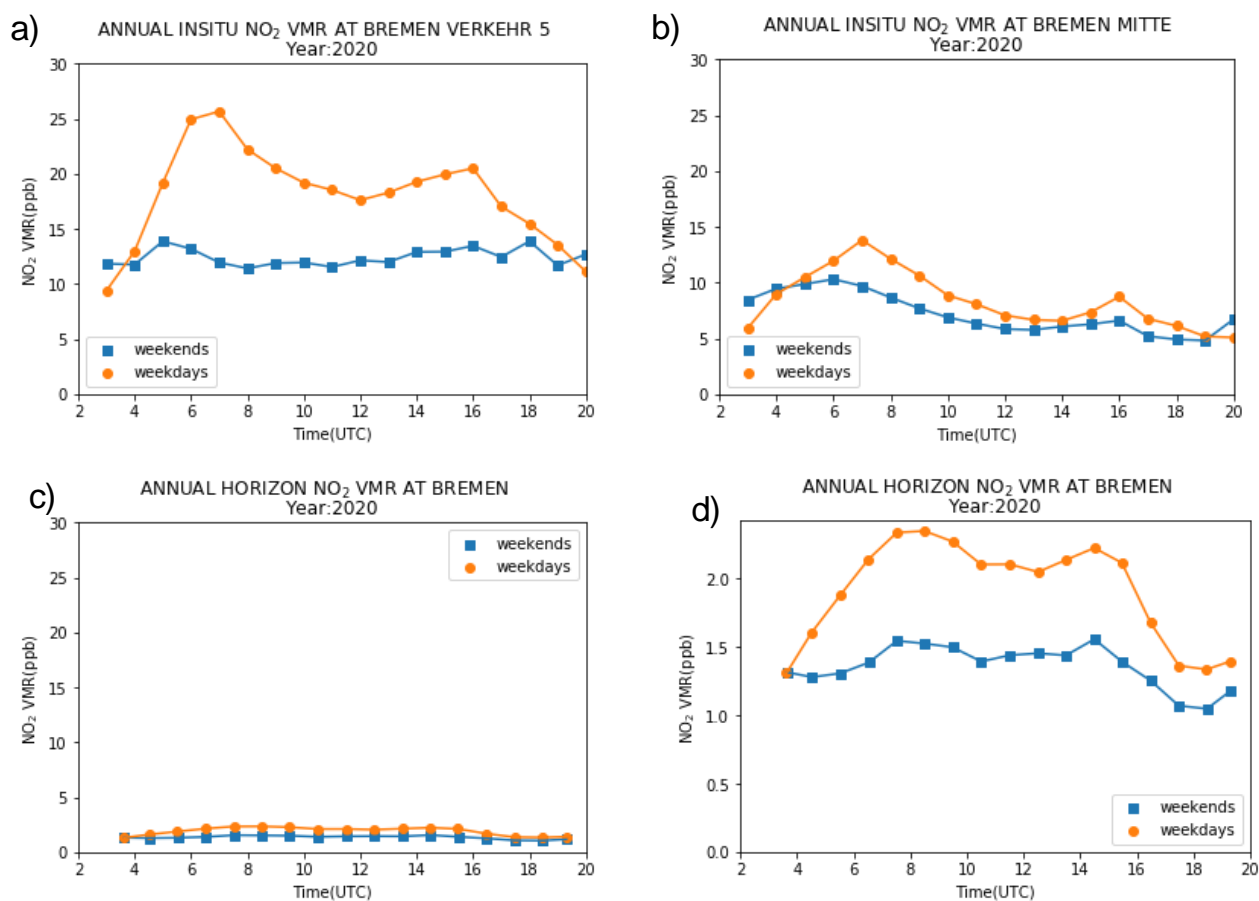 a)
ANNUAL INSITU NO₂ VMR AT BREMEN VERKEHR 5
Year:2020
30
25
20
15
10
5
0
NO₂ VMR(ppb)
weekends
weekdays
2 4 6 8 10 12 14 16 18 20
Time(UTC)
b)
ANNUAL INSITU NO₂ VMR AT BREMEN MITTE
Year:2020
30
25
20
15
10
5
0
NO₂ VMR(ppb)
weekends
weekdays
2 4 6 8 10 12 14 16 18 20
Time(UTC)
c)
ANNUAL HORIZON NO₂ VMR AT BREMEN
Year:2020
30
25
20
15
10
5
0
NO₂ VMR(ppb)
weekends
weekdays
2 4 6 8 10 12 14 16 18 20
Time(UTC)
d)
ANNUAL HORIZON NO₂ VMR AT BREMEN
Year:2020
2.0
1.5
1.0
0.5
0.0
NO₂ VMR(ppb)
weekends
weekdays
2 4 6 8 10 12 14 16 18 20
Time(UTC)